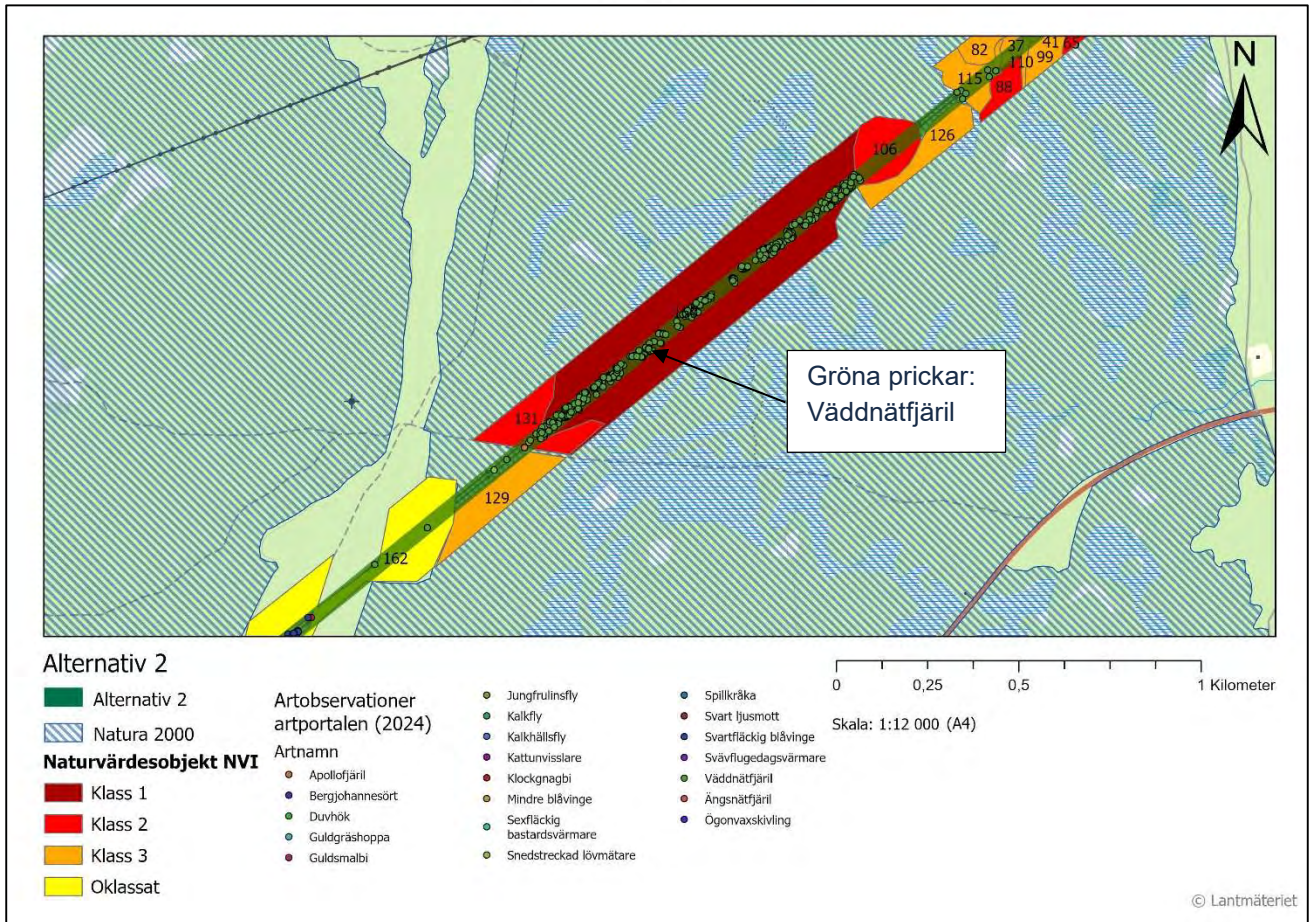 82
37
41
65
110
99
115
88
N
126
106
Gröna prickar:
Väddnätfjäril
131
129
162
Alternativ 2
Alternativ 2
Natura 2000
Naturvärdesobjekt NVI
Klass 1
Klass 2
Klass 3
Oklassat
Artobservationer
artportalen (2024)
Artnamn
Apollofjäril
Bergjohannesört
Duvhök
Guldgräshoppa
Guldsmalbi
Jungfrulinsfly
Kalkfly
Kalkhällsfly
Kattunvisslare
Klockgnagbi
Mindre blåvinge
Sexfläckig
bastardsvärmare
Snedstreckad lövmätare
Spillkråka
Svart ljusmott
Svartfläckig blåvinge
Svävflugedagsvärmare
Väddnätfjäril
Ängsnätfjäril
Ögonvaxskivling
0 0,25 0,5 1 Kilometer
Skala: 1:12 000 (A4)
© Lantmäteriet